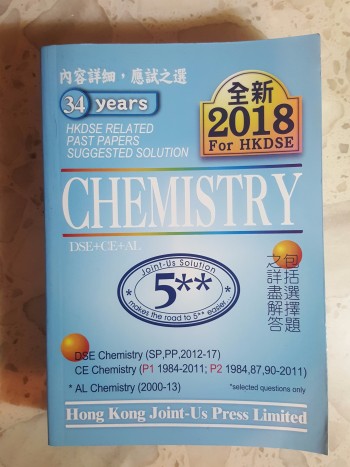 內容詳細，應試之選
34 years
HKDSE RELATED
PAST PAPERS
SUGGESTED SOLUTION
全新
2018
For HKDSE
CHEMISTRY
DSE+CE+AL
Joint-Us Solution
5**
makes the road to 5** easier...
包括選擇題
之詳盡解答
DSE Chemistry (SP,PP,2012-17)
CE Chemistry (P1 1984-2011; P2 1984,87,90-2011)
* AL Chemistry (2000-13)
*selected questions only
Hong Kong Joint-Us Press Limited